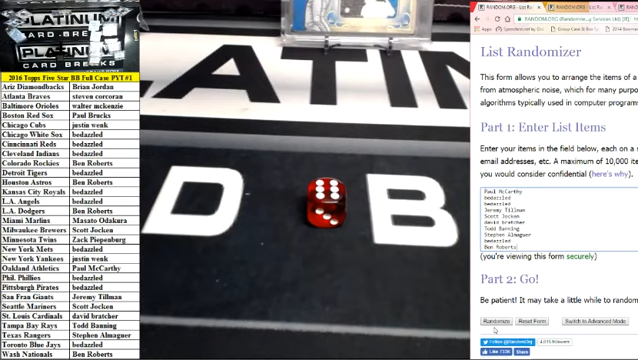 PLATINUM
CARD-BREAKS
PLATINUM
CARD BREAKS
2016 Topps Five Star BB Full Case PYT #1
Ariz Diamondbacks Brian Jordan
Atlanta Braves steven corcoran
Baltimore Orioles walter mckenzie
Boston Red Sox Paul Brucks
Chicago Cubs justin wenk
Chicago White Sox bedazzled
Cincinnati Reds bedazzled
Cleveland Indians bedazzled
Colorado Rockies Ben Roberts
Detroit Tigers bedazzled
Houston Astros Ben Roberts
Kansas City Royals bedazzled
L.A. Angels bedazzled
L.A. Dodgers Ben Roberts
Miami Marlins Masato Odakura
Milwaukee Brewers Scott Jocken
Minnesota Twins Zack Piepenburg
New York Mets bedazzled
New York Yankees justin wenk
Oakland Athletics Paul McCarthy
Phil. Phillies bedazzled
Pittsburgh Pirates bedazzled
San Fran Giants Jeremy Tillman
Seattle Mariners Scott Jocken
St. Louis Cardinals david bratcher
Tampa Bay Rays Todd Banning
Texas Rangers Stephen Almaguer
Toronto Blue Jays bedazzled
Wash Nationals Ben Roberts
LATIN
D B
List Randomizer
This form allows you to arrange the items of a
from atmospheric noise, which for many purpo
algorithms typically used in computer program
Part 1: Enter List Items
Enter your items in the field below, each on a s
email addresses, etc. A maximum of 10,000 ite
you would consider confidential (here's why).
Paul McCarthy
bedazzled
bedazzled
Jeremy Tillman
Scott Jocken
david bratcher
Todd Banning
Stephen Almaguer
bedazzled
Ben Roberts
(you're viewing this form securely)
Part 2: Go!
Be patient! It may take a little while to random
Randomize Reset Form Switch to Advanced Mode
Follow @RandomOrg
Like Share